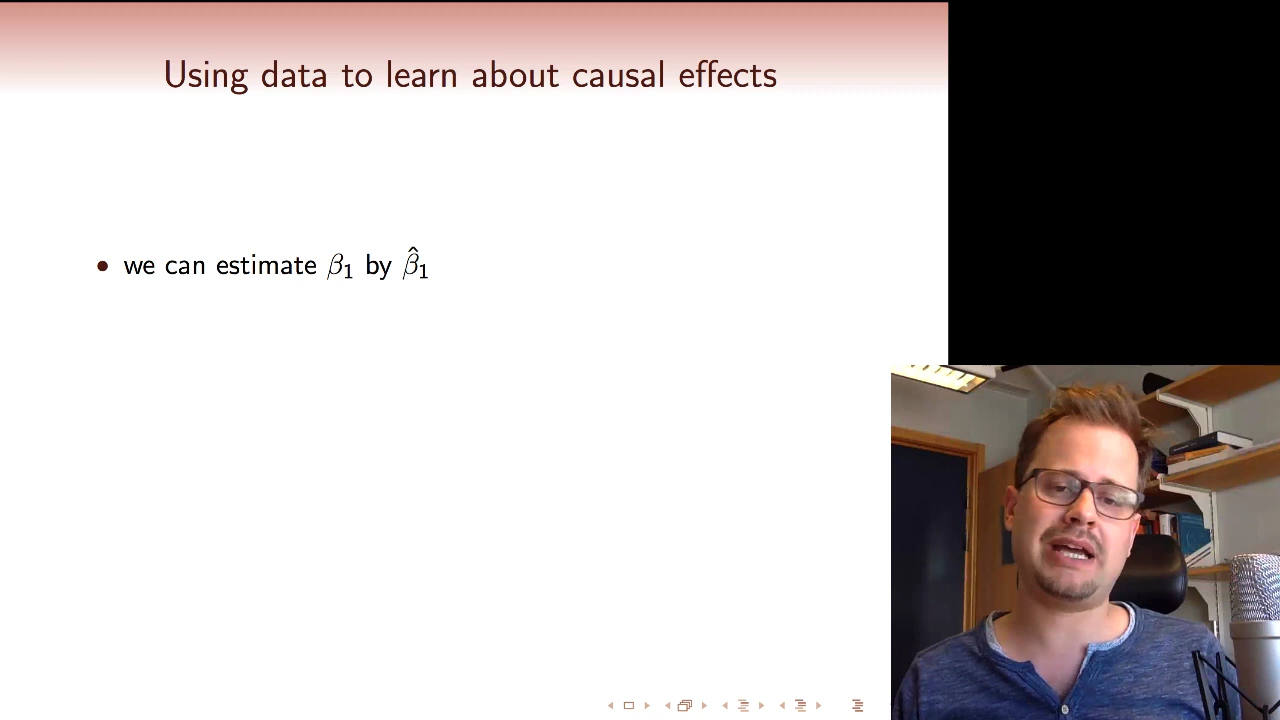 Using data to learn about causal effects
• we can estimate β₁ by β̂₁